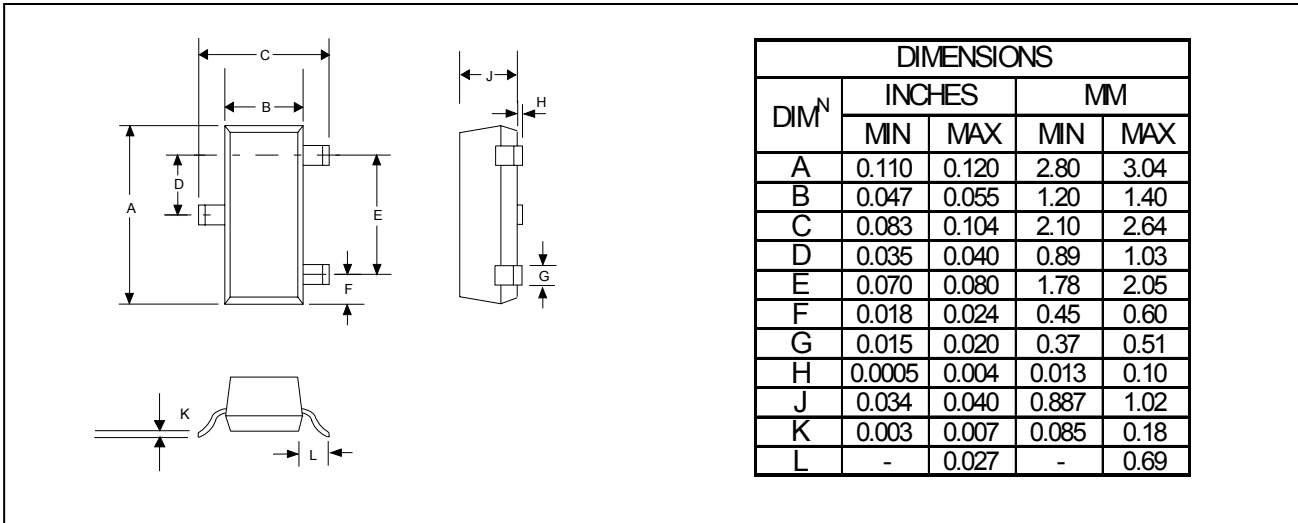 C
B
A
D
E
F
J
H
G
K
L
DIMENSIONS
DIMN INCHES MM
MIN MAX MIN MAX
A 0.110 0.120 2.80 3.04
B 0.047 0.055 1.20 1.40
C 0.083 0.104 2.10 2.64
D 0.035 0.040 0.89 1.03
E 0.070 0.080 1.78 2.05
F 0.018 0.024 0.45 0.60
G 0.015 0.020 0.37 0.51
H 0.0005 0.004 0.013 0.10
J 0.034 0.040 0.887 1.02
K 0.003 0.007 0.085 0.18
L - 0.027 - 0.69